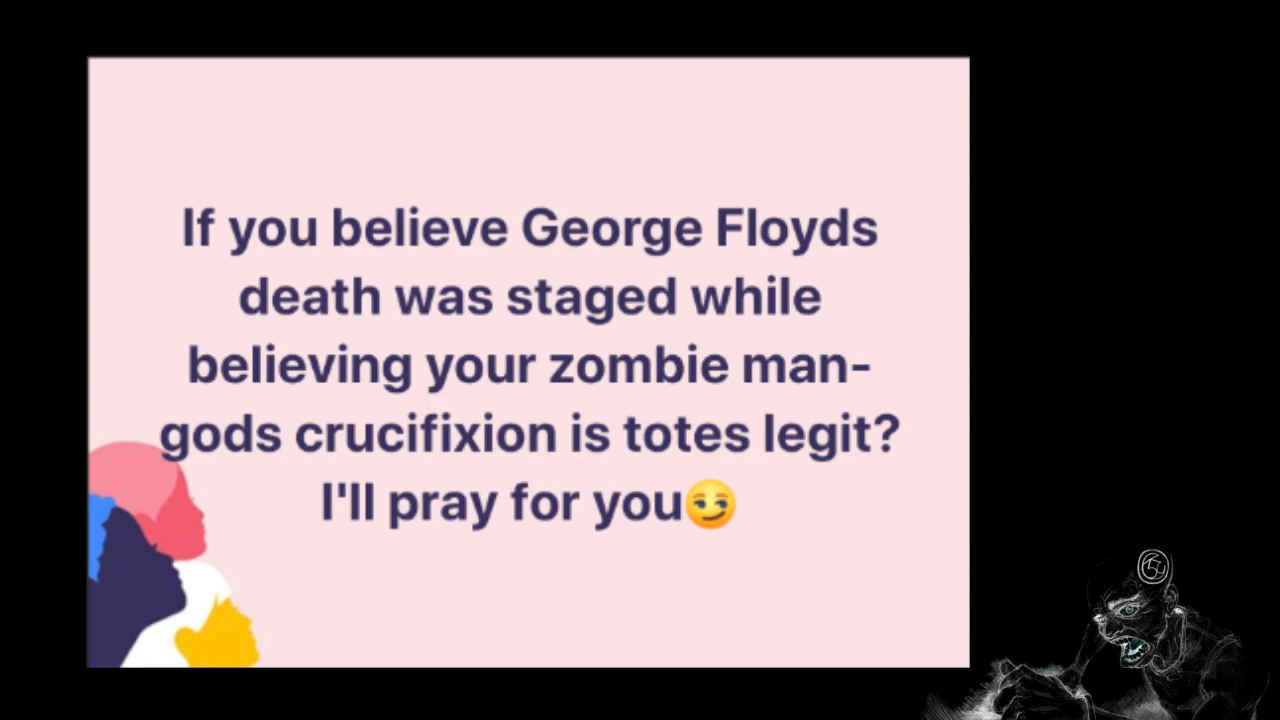 If you believe George Floyds
death was staged while
believing your zombie man-
gods crucifixion is totes legit?
I'll pray for you😏